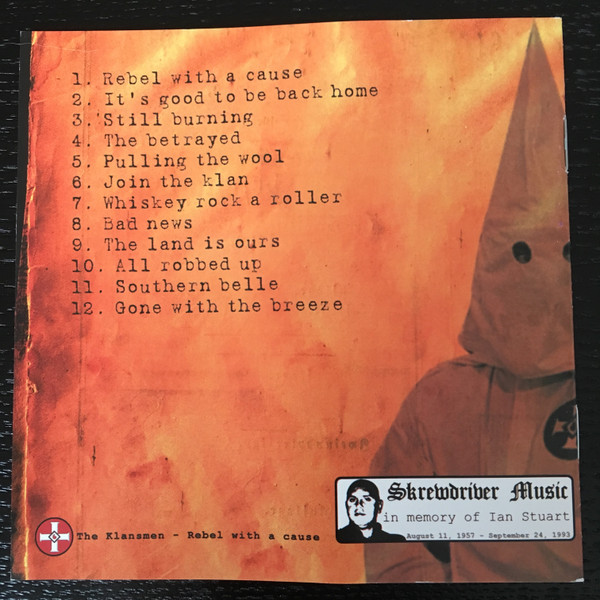 1. Rebel with a cause
2. It's good to be back home
3. Still burning
4. The betrayed
5. Pulling the wool
6. Join the klan
7. Whiskey rock a roller
8. Bad news
9. The land is ours
10. All robbed up
11. Southern belle
12. Gone with the breeze
Skrewdriver Music
in memory of Ian Stuart
August 11, 1957 - September 24, 1993
The Klansmen - Rebel with a cause